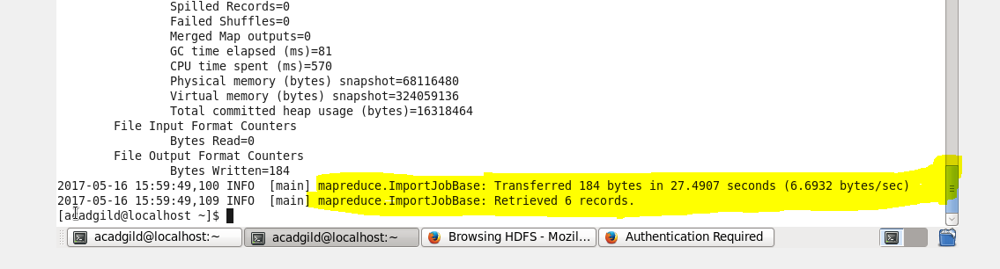 Spilled Records=0
Failed Shuffles=0
Merged Map outputs=0
GC time elapsed (ms)=81
CPU time spent (ms)=570
Physical memory (bytes) snapshot=68116480
Virtual memory (bytes) snapshot=324059136
Total committed heap usage (bytes)=16318464
File Input Format Counters
Bytes Read=0
File Output Format Counters
Bytes Written=184
2017-05-16 15:59:49,100 INFO  [main] mapreduce.ImportJobBase: Transferred 184 bytes in 27.4907 seconds (6.6932 bytes/sec)
2017-05-16 15:59:49,109 INFO  [main] mapreduce.ImportJobBase: Retrieved 6 records.
[acadgild@localhost ~]$
acadgild@localhost:~ acadgild@localhost:~ Browsing HDFS - Mozil... Authentication Required